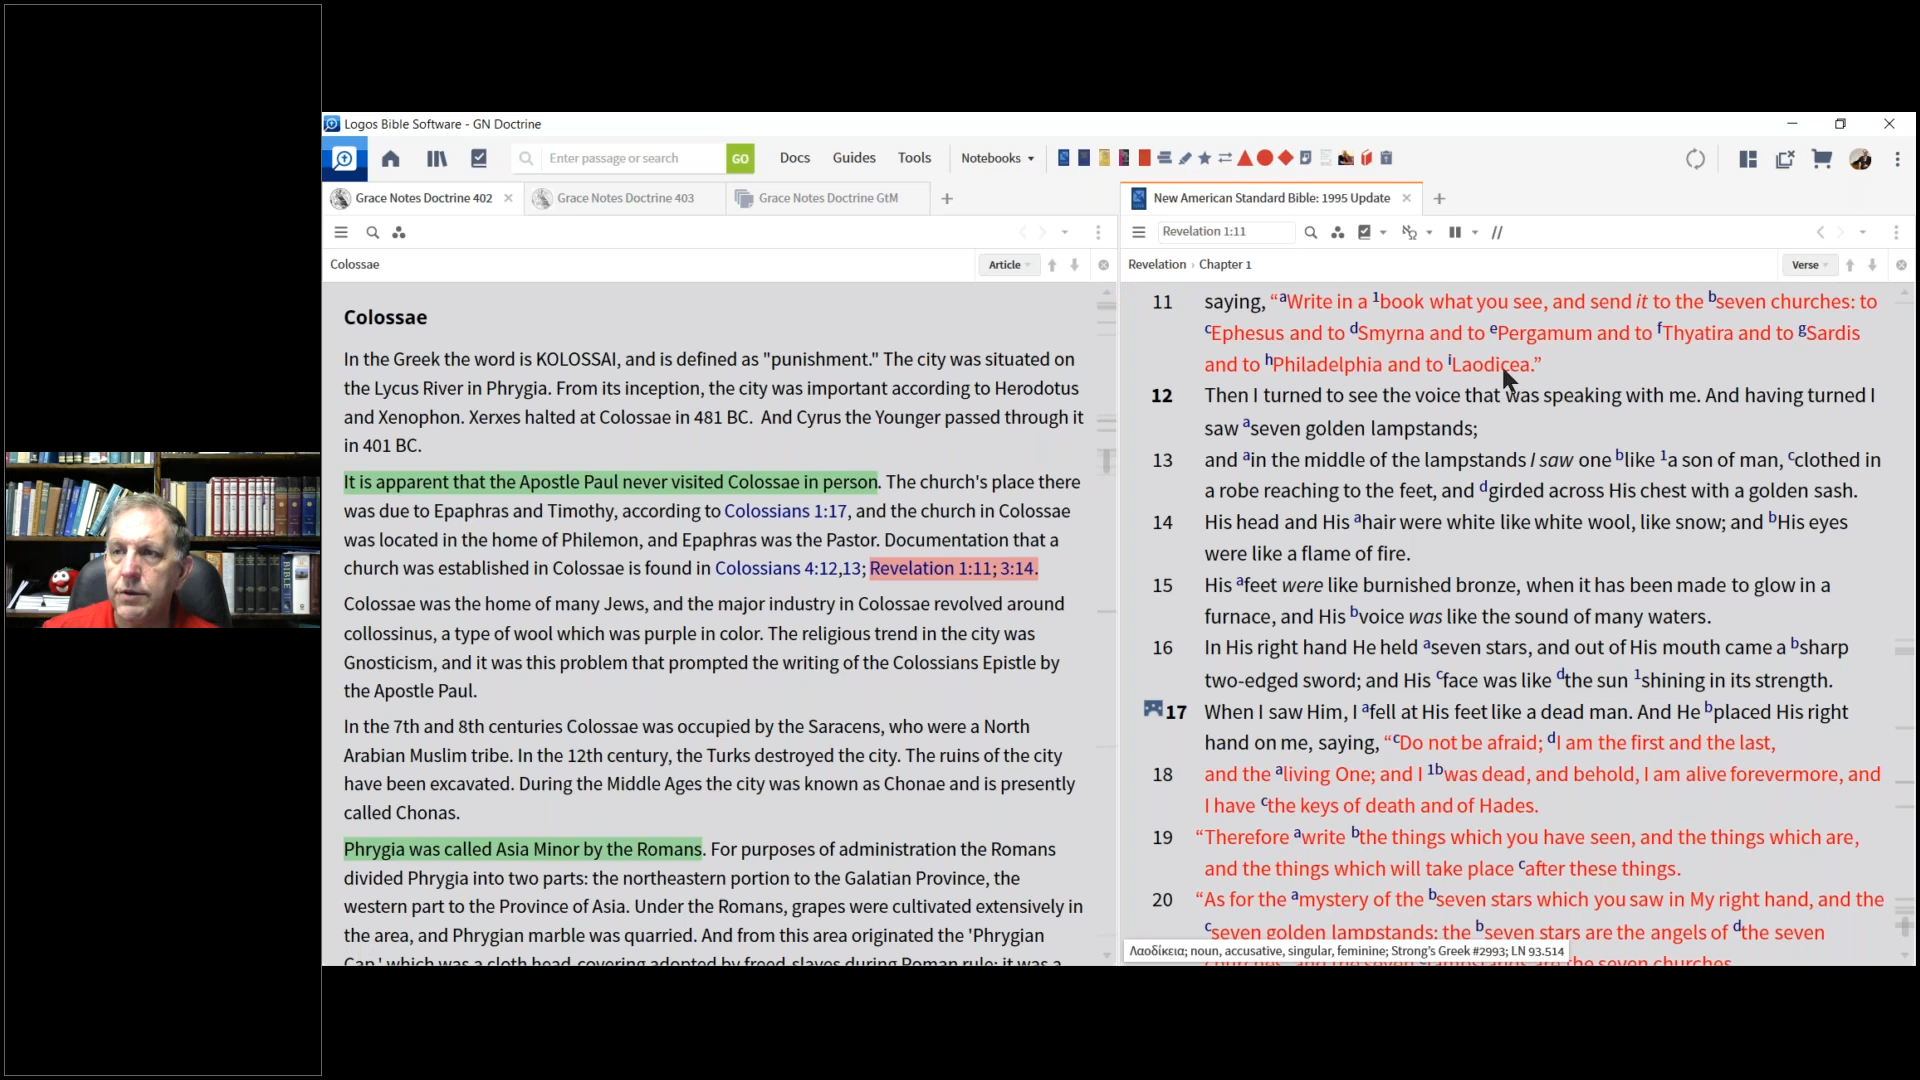 Logos Bible Software - GN Doctrine
Enter passage or search
GO
Docs
Guides
Tools
Notebooks
Grace Notes Doctrine 402
Grace Notes Doctrine 403
Grace Notes Doctrine GtM
Colossae
Article
Colossae
In the Greek the word is KOLOSSAI, and is defined as "punishment." The city was situated on
the Lycus River in Phrygia. From its inception, the city was important according to Herodotus
and Xenophon. Xerxes halted at Colossae in 481 BC.  And Cyrus the Younger passed through it
in 401 BC.
It is apparent that the Apostle Paul never visited Colossae in person. The church's place there
was due to Epaphras and Timothy, according to Colossians 1:17, and the church in Colossae
was located in the home of Philemon, and Epaphras was the Pastor. Documentation that a
church was established in Colossae is found in Colossians 4:12,13; Revelation 1:11; 3:14.
Colossae was the home of many Jews, and the major industry in Colossae revolved around
collossinus, a type of wool which was purple in color. The religious trend in the city was
Gnosticism, and it was this problem that prompted the writing of the Colossians Epistle by
the Apostle Paul.
In the 7th and 8th centuries Colossae was occupied by the Saracens, who were a North
Arabian Muslim tribe. In the 12th century, the Turks destroyed the city. The ruins of the city
have been excavated. During the Middle Ages the city was known as Chonae and is presently
called Chonas.
Phrygia was called Asia Minor by the Romans. For purposes of administration the Romans
divided Phrygia into two parts: the northeastern portion to the Galatian Province, the
western part to the Province of Asia. Under the Romans, grapes were cultivated extensively in
the area, and Phrygian marble was quarried. And from this area originated the 'Phrygian
Cap,' which was a cloth head-covering adopted by freed slaves during Roman rule; it was a
New American Standard Bible: 1995 Update
Revelation 1:11
Revelation › Chapter 1
Verse
11 saying, “aWrite in a 1book what you see, and send it to the bseven churches: to
cEphesus and to dSmyrna and to ePergamum and to fThyatira and to gSardis
and to hPhiladelphia and to iLaodicea.”
12 Then I turned to see the voice that was speaking with me. And having turned I
saw aseven golden lampstands;
13 and ain the middle of the lampstands I saw one blike 1a son of man, cclothed in
a robe reaching to the feet, and dgirded across His chest with a golden sash.
14 His head and His ahair were white like white wool, like snow; and bHis eyes
were like a flame of fire.
15 His afeet were like burnished bronze, when it has been made to glow in a
furnace, and His bvoice was like the sound of many waters.
16 In His right hand He held aseven stars, and out of His mouth came a bsharp
two-edged sword; and His cface was like dthe sun 1shining in its strength.
17 When I saw Him, I afell at His feet like a dead man. And He bplaced His right
hand on me, saying, “cDo not be afraid; dI am the first and the last,
18 and the aliving One; and I 1bwas dead, and behold, I am alive forevermore, and
I have cthe keys of death and of Hades.
19 “Therefore awrite bthe things which you have seen, and the things which are,
and the things which will take place cafter these things.
20 “As for the amystery of the bseven stars which you saw in My right hand, and the
cseven golden lampstands: the bseven stars are the angels of dthe seven
churches, and the seven clampstands are the seven churches.
Λαοδίκεια; noun, accusative, singular, feminine; Strong's Greek #2993; LN 93.514
BIBLE